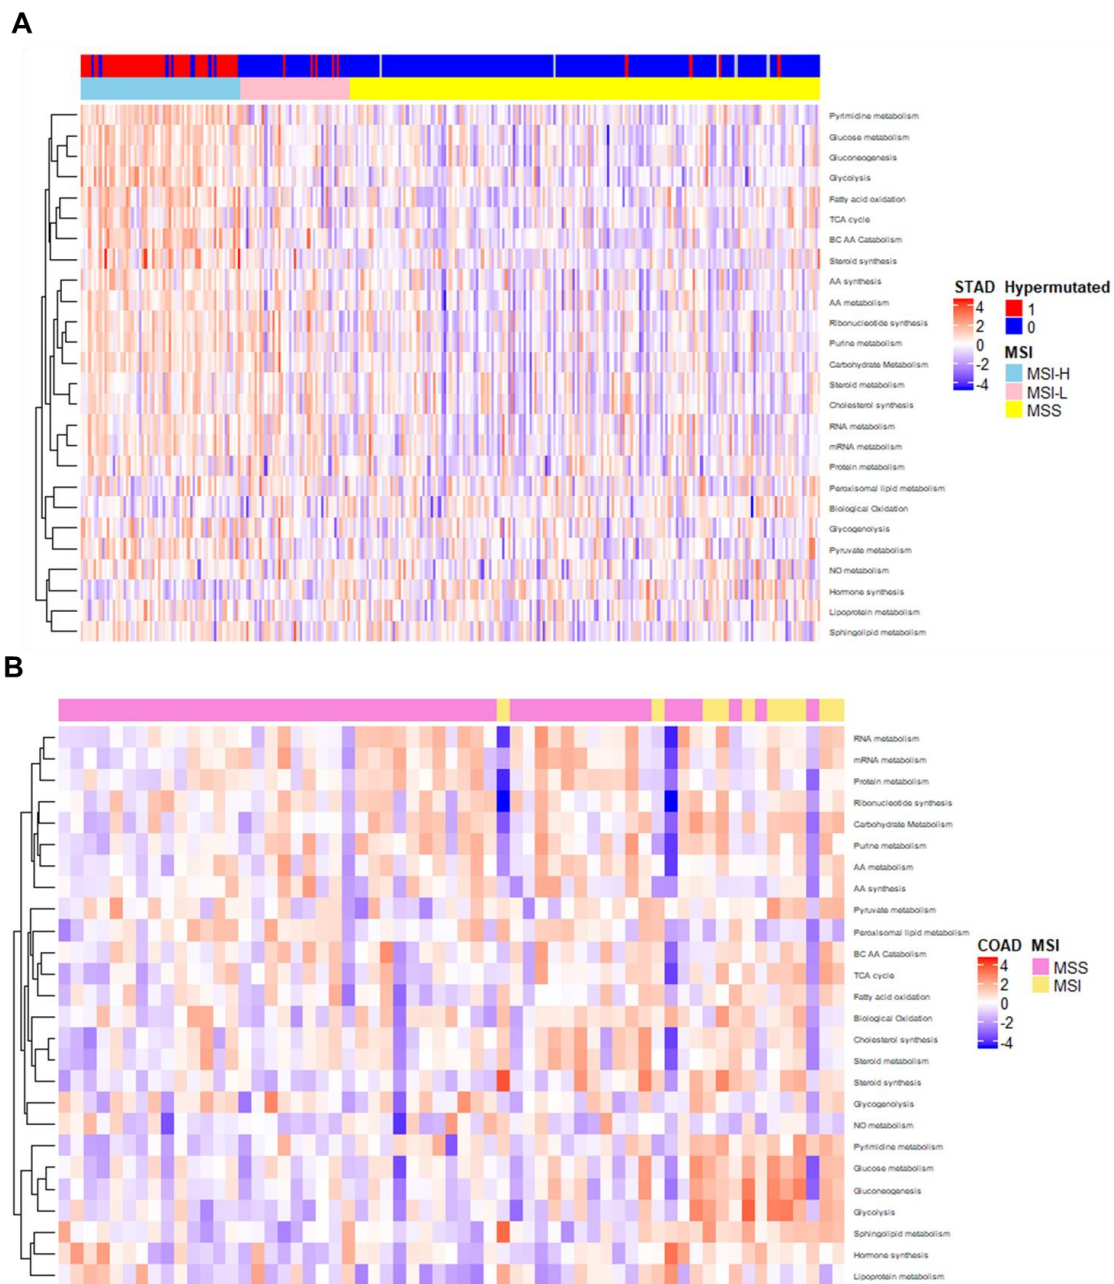 A
Pyrimidine metabolism
Glucose metabolism
Gluconeogenesis
Glycolysis
Fatty acid oxidation
TCA cycle
BC AA Catabolism
Steroid synthesis
AA synthesis
AA metabolism
Ribonucleotide synthesis
Purine metabolism
Carbohydrate Metabolism
Steroid metabolism
Cholesterol synthesis
RNA metabolism
mRNA metabolism
Protein metabolism
Peroxisomal lipid metabolism
Biological Oxidation
Glycogenolysis
Pyruvate metabolism
NO metabolism
Hormone synthesis
Lipoprotein metabolism
Sphingolipid metabolism
STAD
4
2
0
-2
-4
Hypermutated
1
0
MSI
MSI-H
MSI-L
MSS
B
RNA metabolism
mRNA metabolism
Protein metabolism
Ribonucleotide synthesis
Carbohydrate Metabolism
Purine metabolism
AA metabolism
AA synthesis
Pyruvate metabolism
Peroxisomal lipid metabolism
BC AA Catabolism
TCA cycle
Fatty acid oxidation
Biological Oxidation
Cholesterol synthesis
Steroid metabolism
Steroid synthesis
Glycogenolysis
NO metabolism
Pyrimidine metabolism
Glucose metabolism
Gluconeogenesis
Glycolysis
Sphingolipid metabolism
Hormone synthesis
Lipoprotein metabolism
COAD
4
2
0
-2
-4
MSI
MSS
MSI